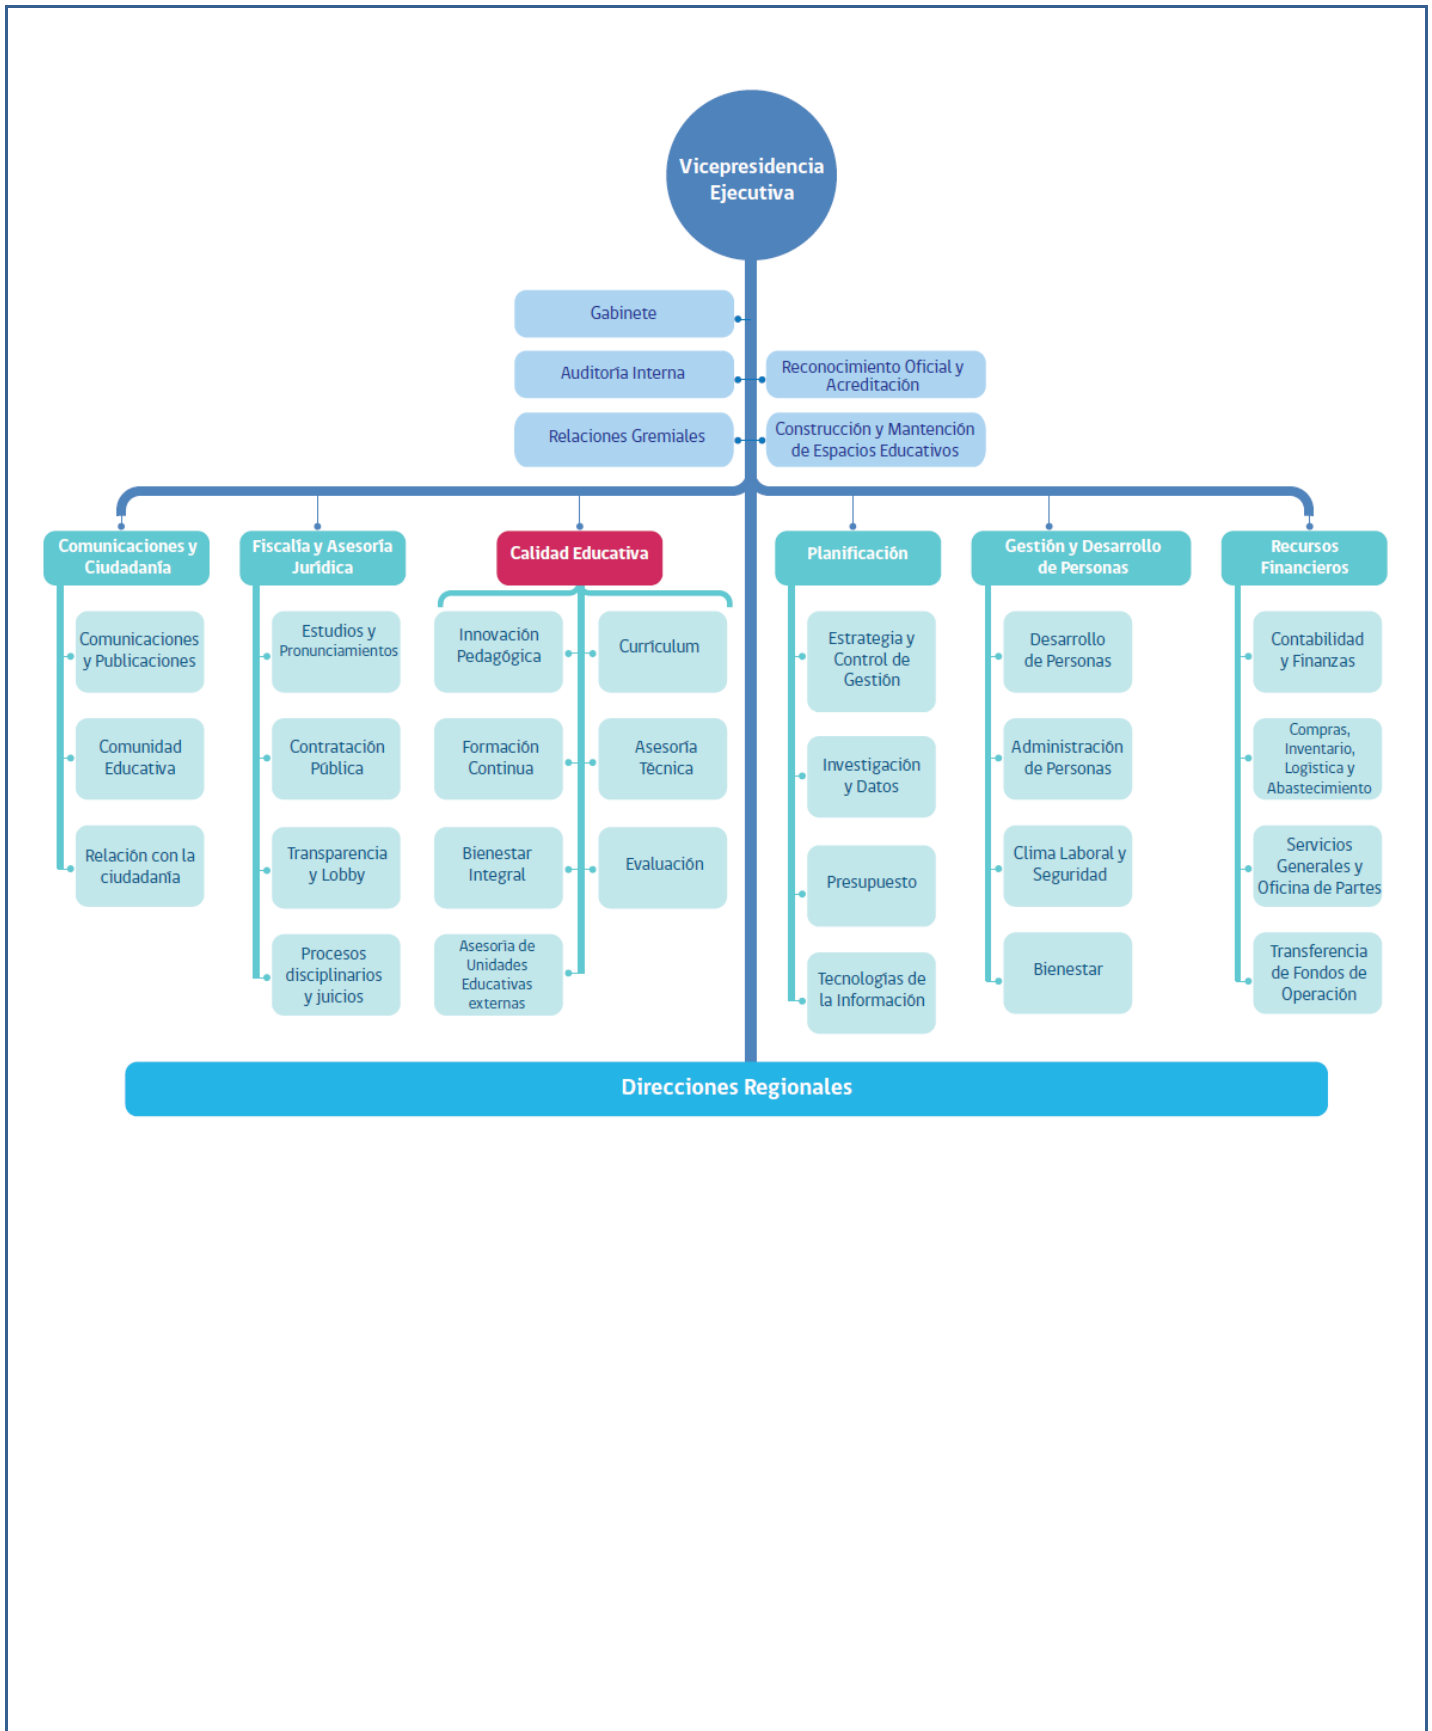 Vicepresidencia
Ejecutiva
Gabinete
Auditoría Interna
Reconocimiento Oficial y
Acreditación
Relaciones Gremiales
Construcción y Mantención
de Espacios Educativos
Comunicaciones y
Ciudadanía
Comunicaciones
y Publicaciones
Comunidad
Educativa
Relación con la
ciudadanía
Fiscalía y Asesoría
Jurídica
Estudios y
Pronunciamientos
Contratación
Pública
Transparencia
y Lobby
Procesos
disciplinarios
y juicios
Calidad Educativa
Innovación
Pedagógica
Currículum
Formación
Continua
Asesoría
Técnica
Bienestar
Integral
Evaluación
Asesoría de
Unidades
Educativas
externas
Planificación
Estrategia y
Control de
Gestión
Investigación
y Datos
Presupuesto
Tecnologías de
la Información
Gestión y Desarrollo
de Personas
Desarrollo
de Personas
Administración
de Personas
Clima Laboral y
Seguridad
Bienestar
Recursos
Financieros
Contabilidad
y Finanzas
Compras,
Inventario,
Logística y
Abastecimiento
Servicios
Generales y
Oficina de Partes
Transferencia
de Fondos de
Operación
Direcciones Regionales